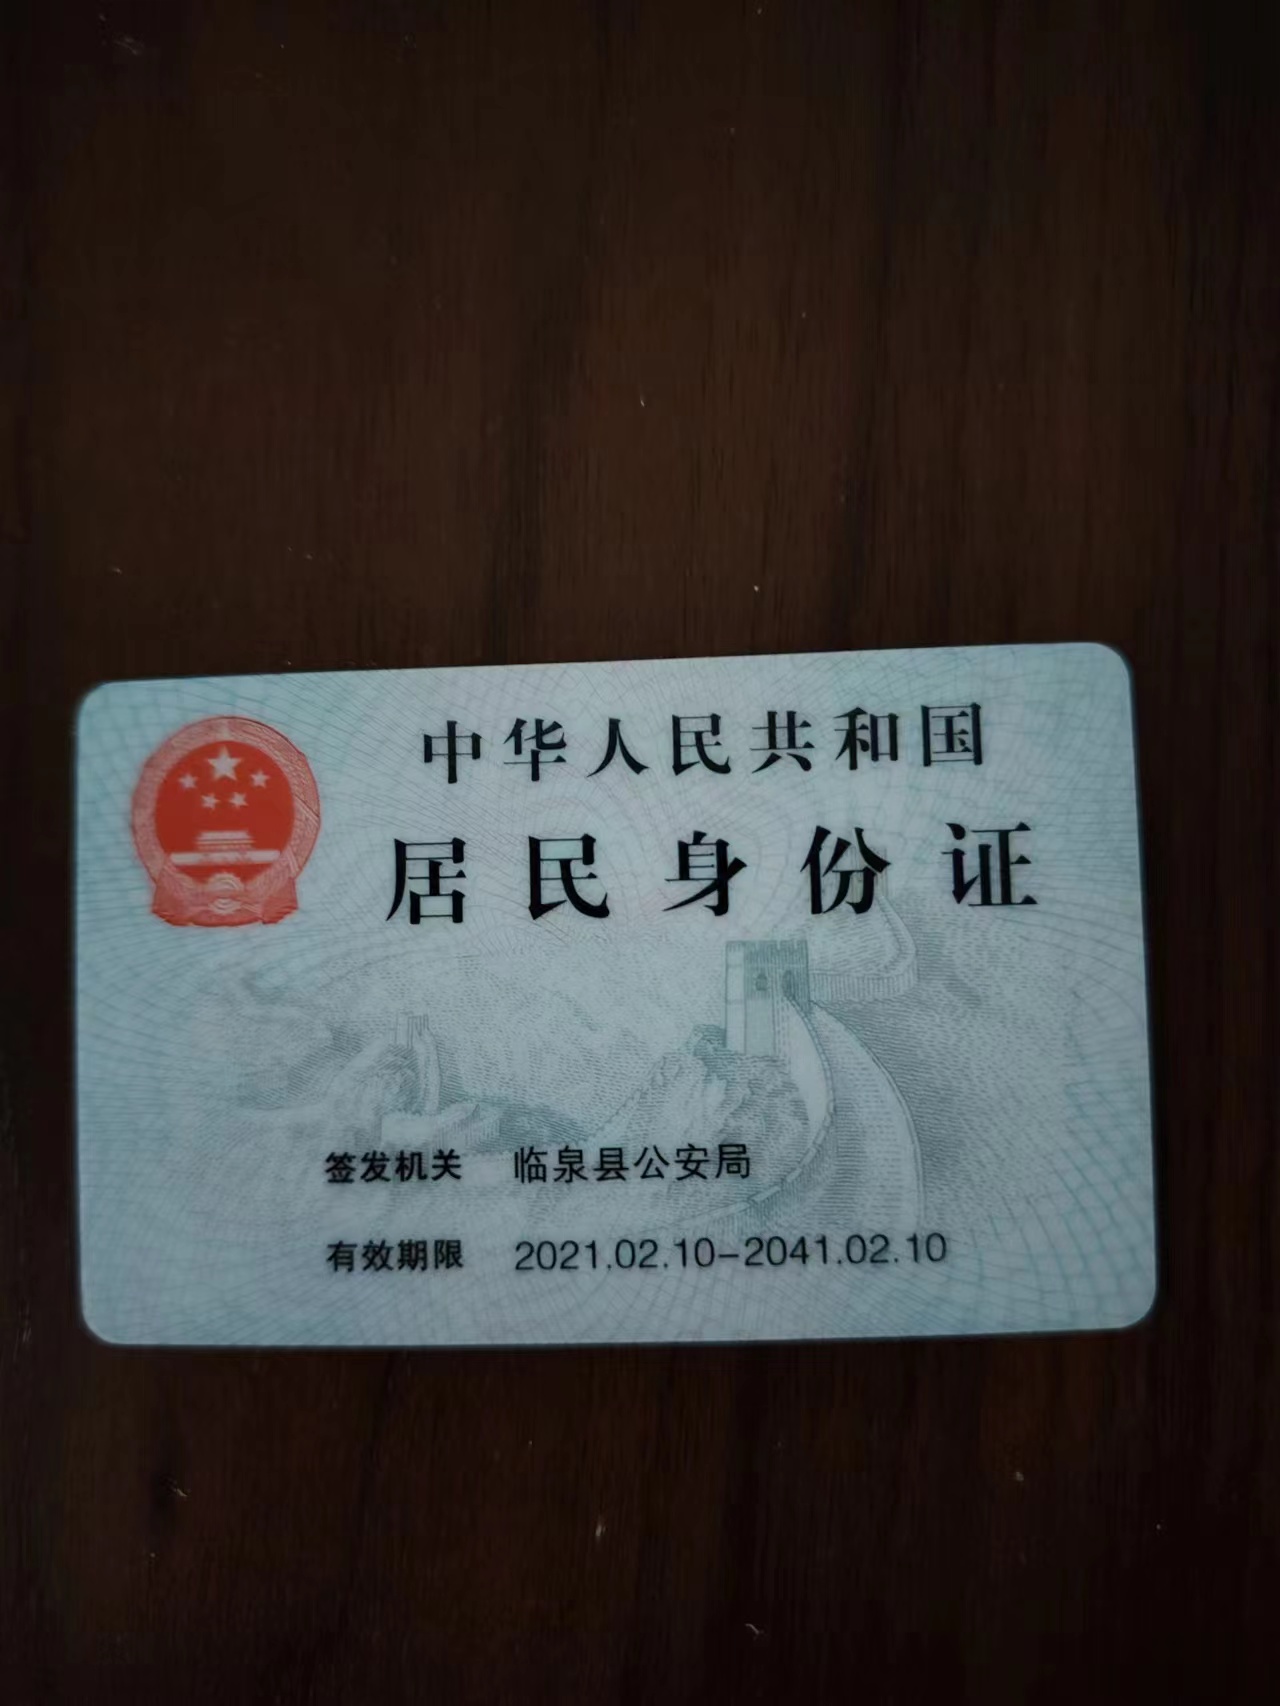 中华人民共和国
居民身份证
签发机关 临泉县公安局
有效期限 2021.02.10-2041.02.10